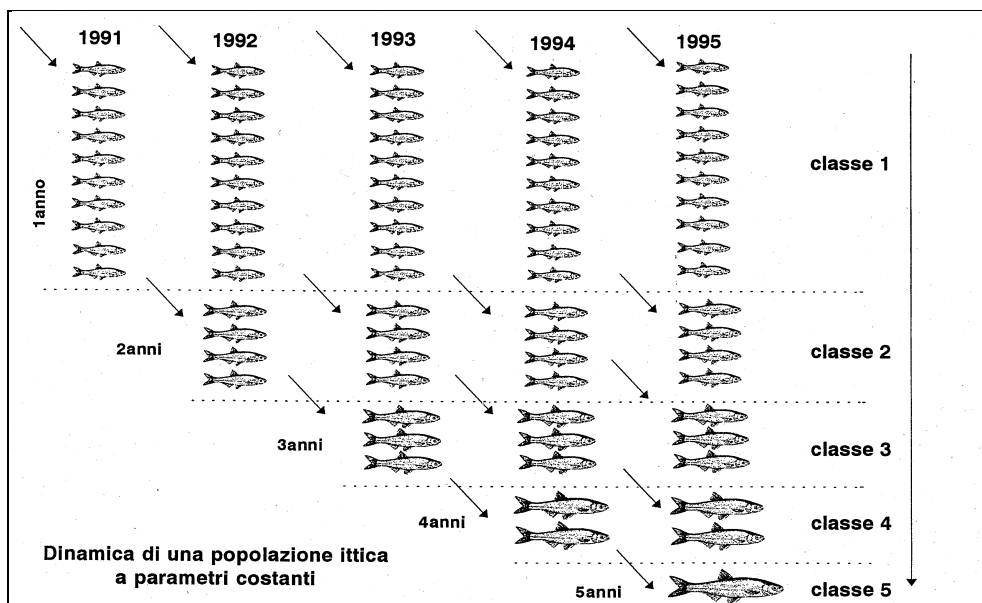 1991 1992 1993 1994 1995
1anno
classe 1
2anni
classe 2
3anni
classe 3
4anni
classe 4
5anni
classe 5
Dinamica di una popolazione ittica
a parametri costanti